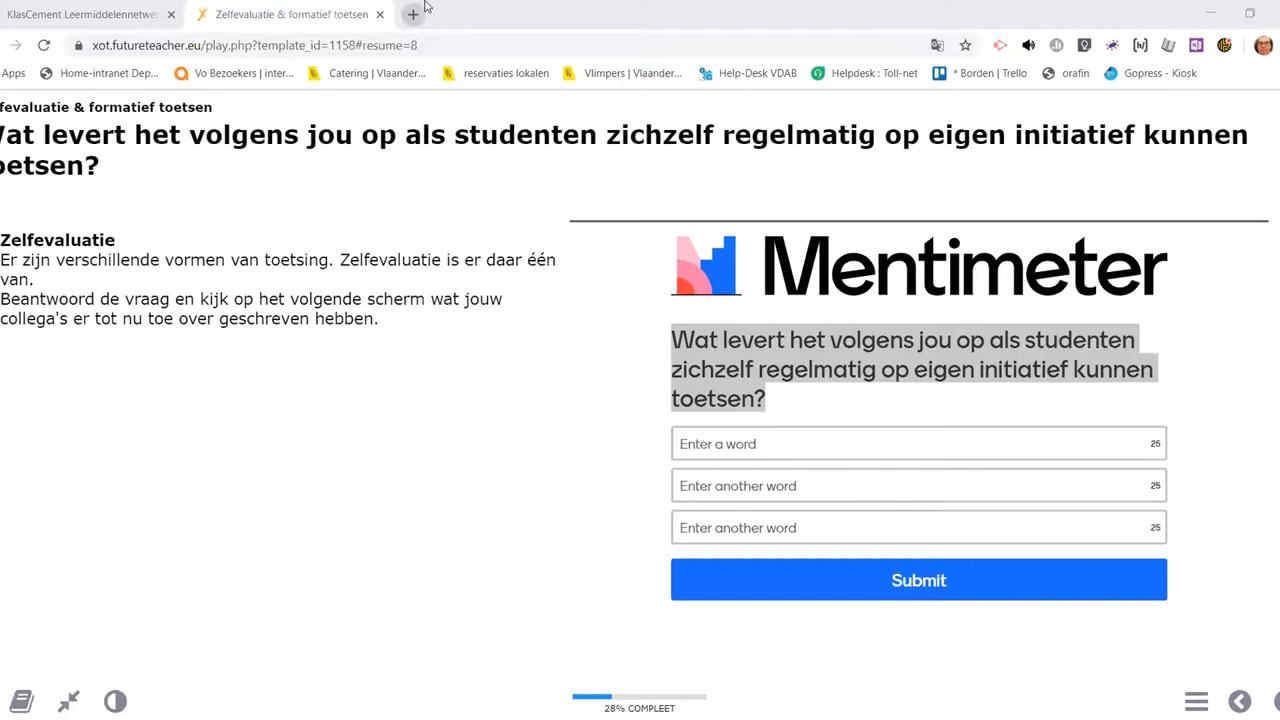 KlasCement Leermiddelennetwer
Zelfevaluatie & formatief toetsen
xot.futureteacher.eu/play.php?template_id=1158#resume=8
Apps
Home-intranet Dep...
Vo Bezoekers | inter...
Catering | Vlaander...
reservaties lokalen
Vlimpers | Vlaander...
Help-Desk VDAB
Helpdesk : Toll-net
* Borden | Trello
orafin
Gopress - Kiosk
fevaluatie & formatief toetsen
Wat levert het volgens jou op als studenten zichzelf regelmatig op eigen initiatief kunnen
oetsen?
Zelfevaluatie
Er zijn verschillende vormen van toetsing. Zelfevaluatie is er daar één
van.
Beantwoord de vraag en kijk op het volgende scherm wat jouw
collega's er tot nu toe over geschreven hebben.
Mentimeter
Wat levert het volgens jou op als studenten
zichzelf regelmatig op eigen initiatief kunnen
toetsen?
Enter a word 25
Enter another word 25
Enter another word 25
Submit
28% COMPLEET